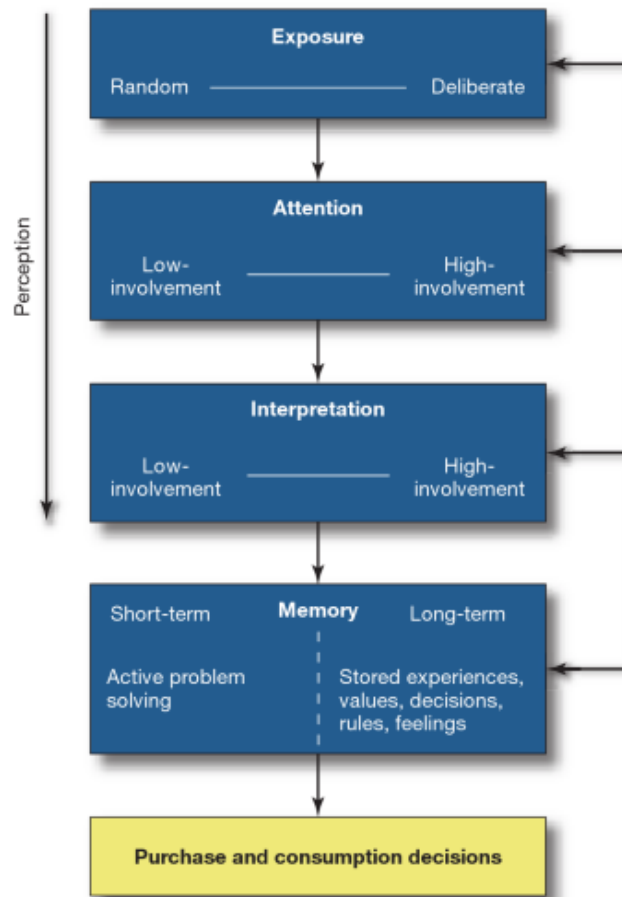 Perception
Exposure
Random Deliberate
Attention
Low- High-
involvement involvement
Interpretation
Low- High-
involvement involvement
Short-term Memory Long-term
Active problem Stored experiences,
solving values, decisions,
rules, feelings
Purchase and consumption decisions